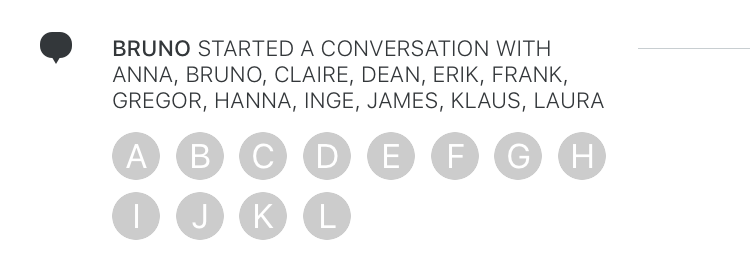 BRUNO STARTED A CONVERSATION WITH
ANNA, BRUNO, CLAIRE, DEAN, ERIK, FRANK,
GREGOR, HANNA, INGE, JAMES, KLAUS, LAURA
A B C D E F G H
I J K L